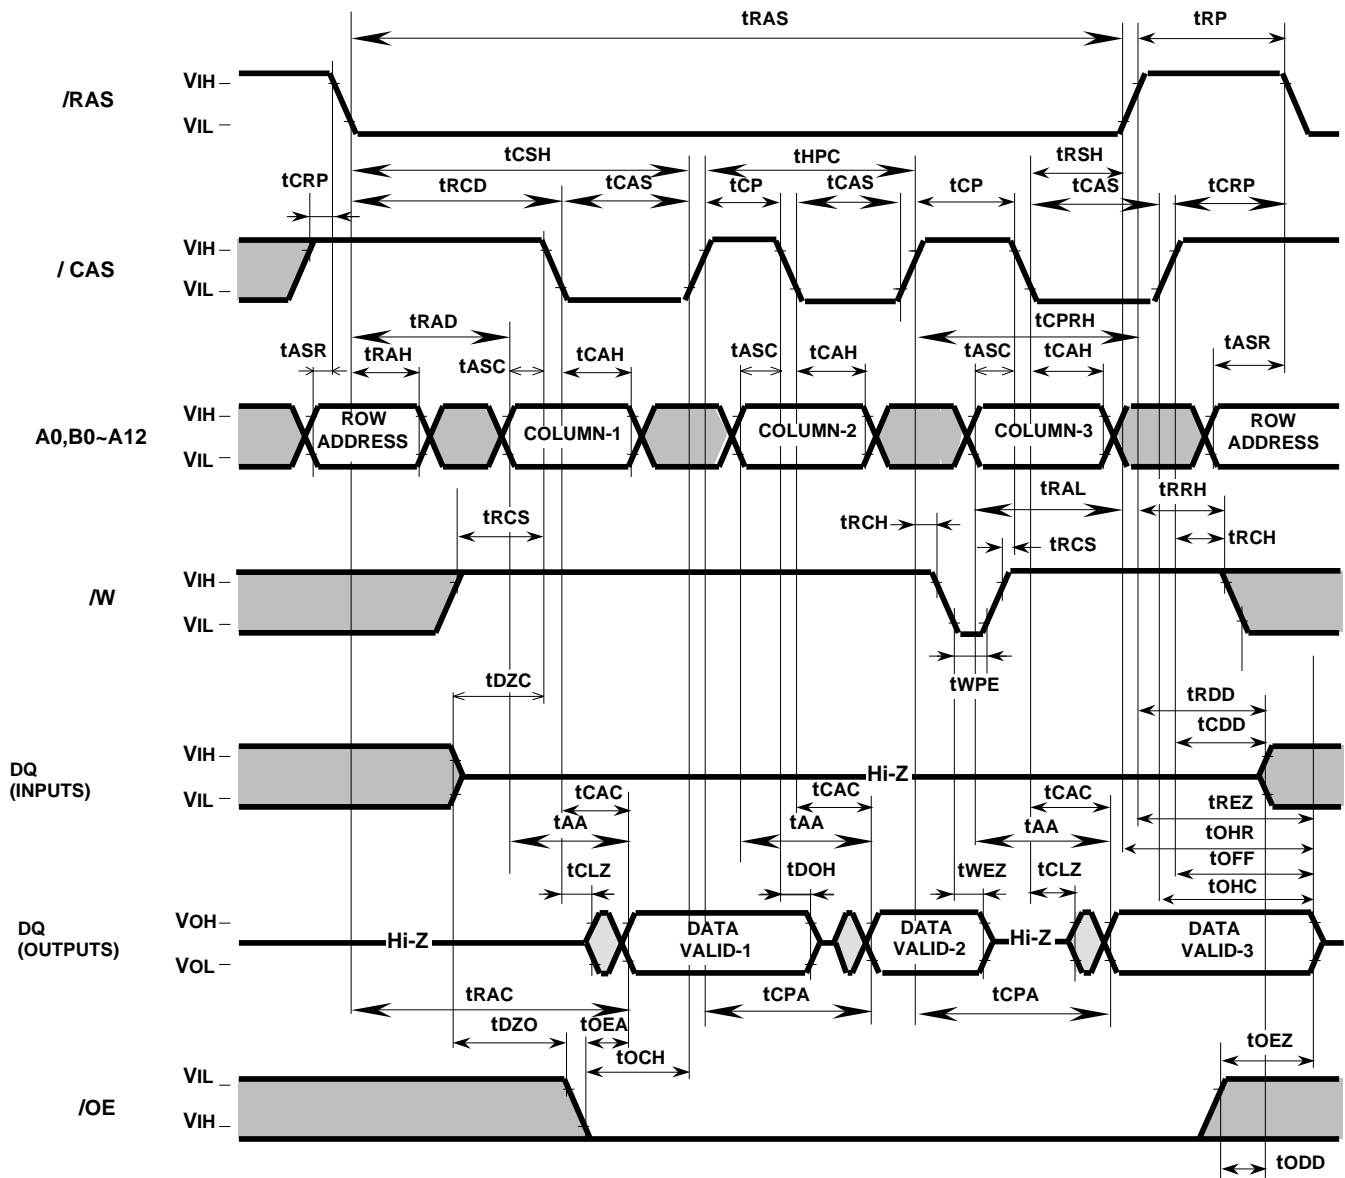 tRAS tRP
VIH
/RAS
VIL
tCSH tHPC tRSH
tCRP tRCD tCAS tCP tCAS tCP tCAS tCRP
VIH
/ CAS
VIL
tRAD tCPRH
tASR tRAH tASC tCAH tASC tCAH tASC tCAH tASR
VIH
A0,B0~A12
ROW ADDRESS
COLUMN-1
COLUMN-2
COLUMN-3
ROW ADDRESS
VIL
tRAL tRRH
tRCS tRCH tRCS tRCH
VIH
/W
VIL
tDZC tWPE
tRDD
tCDD
VIH
DQ
(INPUTS)
Hi-Z
VIL
tCAC tCAC tCAC tREZ
tAA tAA tAA tOHR
tCLZ tDOH tWEZ tCLZ tOFF
tOHC
VOH
DQ
(OUTPUTS)
Hi-Z
DATA
VALID-1
DATA
VALID-2
Hi-Z
DATA
VALID-3
VOL
tRAC tCPA tCPA
tDZO tOEA
tOCH tOEZ
VIL
/OE
VIH
tODD